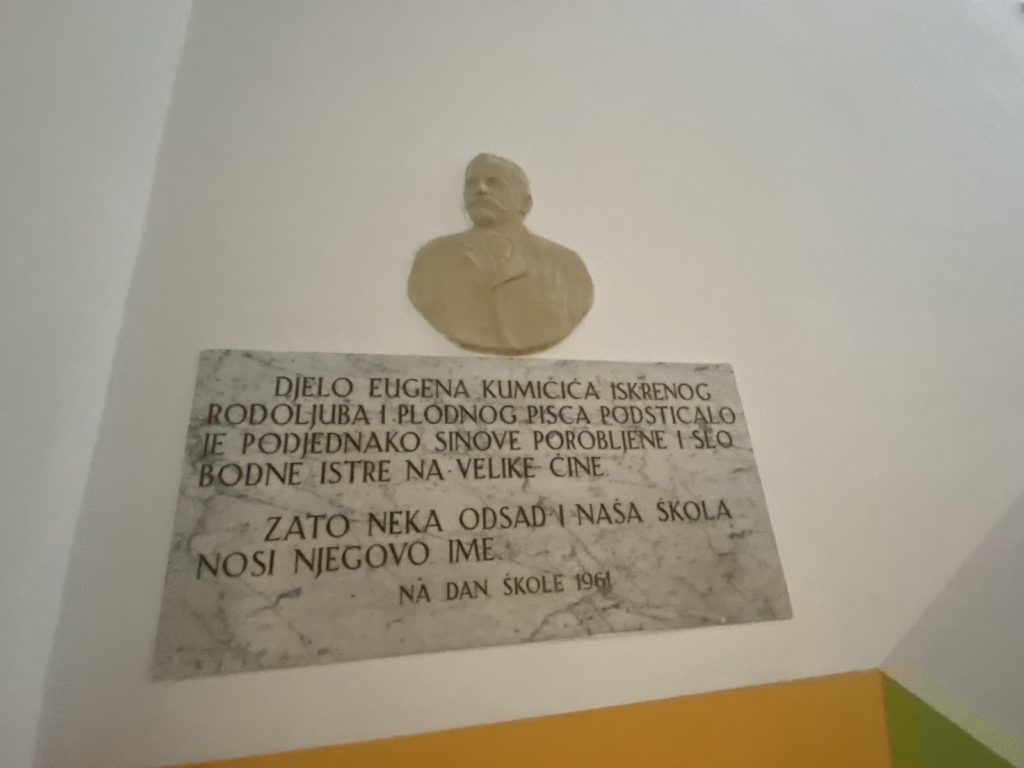 DJELO EUGENA KUMIČIĆA ISKRENOG
RODOLJUBA I PLODNOG PISCA PODSTICALO
JE PODJEDNAKO SINOVE POROBLJENE I SLO
BODNE ISTRE NA VELIKE ČINE
ZATO NEKA ODSAD I NAŠA ŠKOLA
NOSI NJEGOVO IME.
NA DAN ŠKOLE 1961